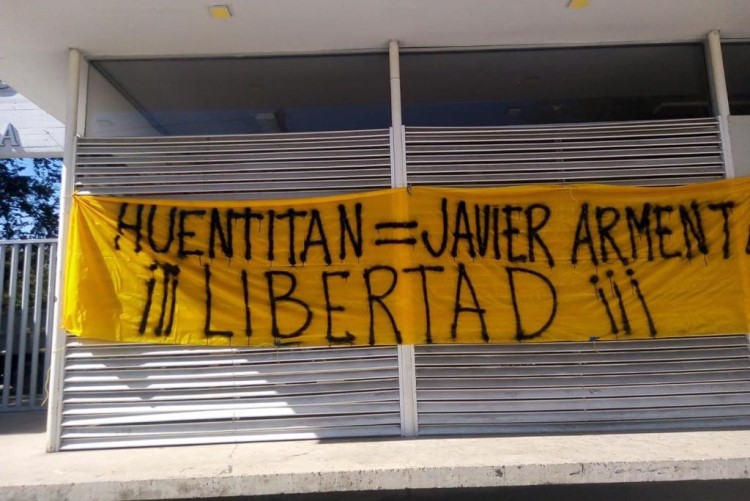 HUENTITAN = JAVIER ARMENTA
¡¡¡ LIBERTAD ¡¡¡
A